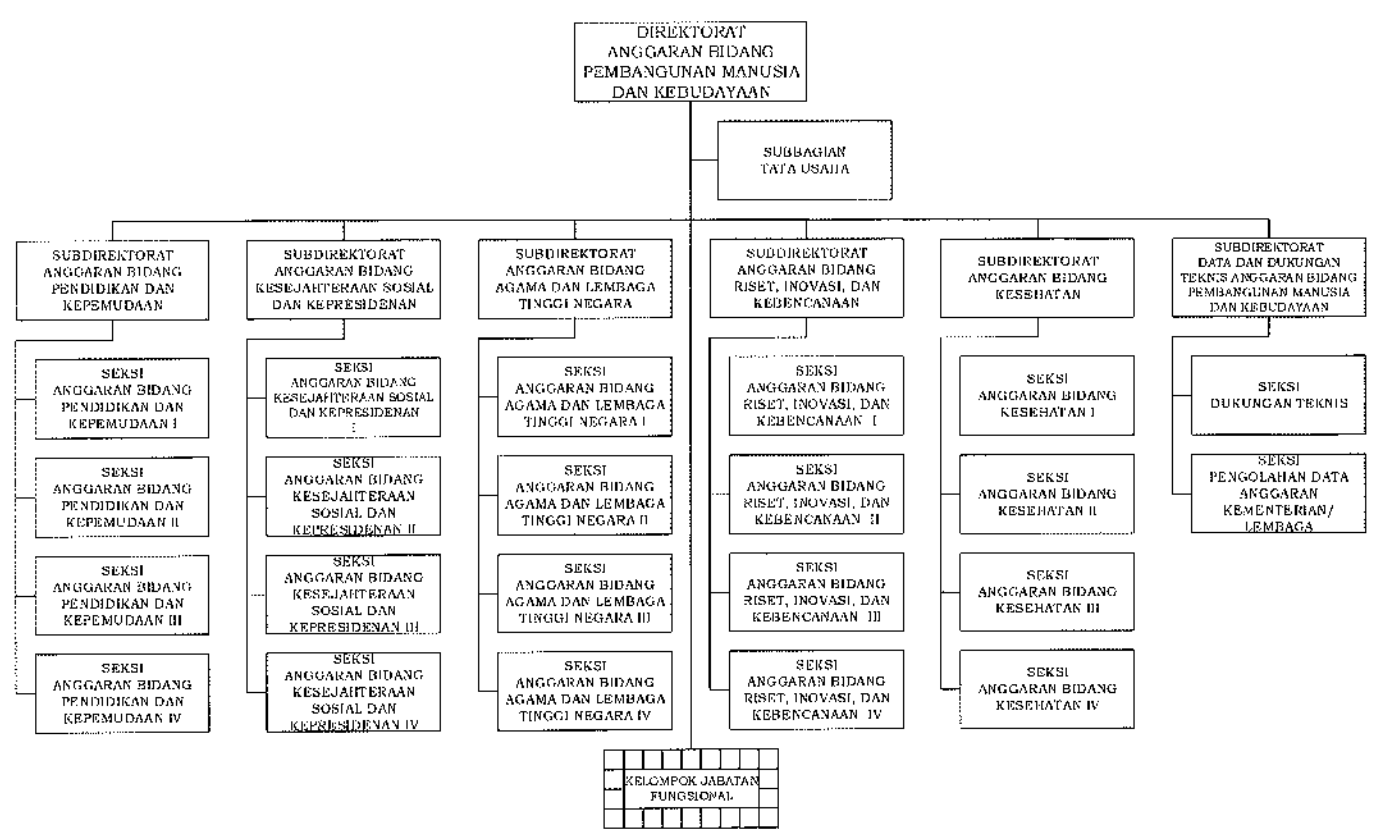 DIREKTORAT
ANGGARAN BIDANG
PEMBANGUNAN MANUSIA
DAN KEBUDAYAAN
SUBBAGIAN
TATA USAHA
SUBDIREKTORAT
ANGGARAN BIDANG
PENDIDIKAN DAN
KEPEMUDAAN
SUBDIREKTORAT
ANGGARAN BIDANG
KESEJAHTERAAN SOSIAL
DAN KEPRESIDENAN
SUBDIREKTORAT
ANGGARAN BIDANG
AGAMA DAN LEMBAGA
TINGGI NEGARA
SUBDIREKTORAT
ANGGARAN BIDANG
RISET, INOVASI, DAN
KEBENCANAAN
SUBDIREKTORAT
ANGGARAN BIDANG
KESEHATAN
SUBDIREKTORAT
DATA DAN DUKUNGAN
TEKNIS ANGGARAN BIDANG
PEMBANGUNAN MANUSIA
DAN KEBUDAYAAN
SEKSI
ANGGARAN BIDANG
PENDIDIKAN DAN
KEPEMUDAAN I
SEKSI
ANGGARAN BIDANG
KESEJAHTERAAN SOSIAL
DAN KEPRESIDENAN
I
SEKSI
ANGGARAN BIDANG
AGAMA DAN LEMBAGA
TINGGI NEGARA I
SEKSI
ANGGARAN BIDANG
RISET, INOVASI, DAN
KEBENCANAAN I
SEKSI
ANGGARAN BIDANG
KESEHATAN I
SEKSI
DUKUNGAN TEKNIS
SEKSI
ANGGARAN BIDANG
PENDIDIKAN DAN
KEPEMUDAAN II
SEKSI
ANGGARAN BIDANG
KESEJAHTERAAN
SOSIAL DAN
KEPRESIDENAN II
SEKSI
ANGGARAN BIDANG
AGAMA DAN LEMBAGA
TINGGI NEGARA II
SEKSI
ANGGARAN BIDANG
RISET, INOVASI, DAN
KEBENCANAAN II
SEKSI
ANGGARAN BIDANG
KESEHATAN II
SEKSI
PENGOLAHAN DATA
ANGGARAN
KEMENTERIAN/
LEMBAGA
SEKSI
ANGGARAN BIDANG
PENDIDIKAN DAN
KEPEMUDAAN III
SEKSI
ANGGARAN BIDANG
KESEJAHTERAAN
SOSIAL DAN
KEPRESIDENAN III
SEKSI
ANGGARAN BIDANG
AGAMA DAN LEMBAGA
TINGGI NEGARA III
SEKSI
ANGGARAN BIDANG
RISET, INOVASI, DAN
KEBENCANAAN III
SEKSI
ANGGARAN BIDANG
KESEHATAN III
SEKSI
ANGGARAN BIDANG
PENDIDIKAN DAN
KEPEMUDAAN IV
SEKSI
ANGGARAN BIDANG
KESEJAHTERAAN
SOSIAL DAN
KEPRESIDENAN IV
SEKSI
ANGGARAN BIDANG
AGAMA DAN LEMBAGA
TINGGI NEGARA IV
SEKSI
ANGGARAN BIDANG
RISET, INOVASI, DAN
KEBENCANAAN IV
SEKSI
ANGGARAN BIDANG
KESEHATAN IV
KELOMPOK JABATAN
FUNGSIONAL